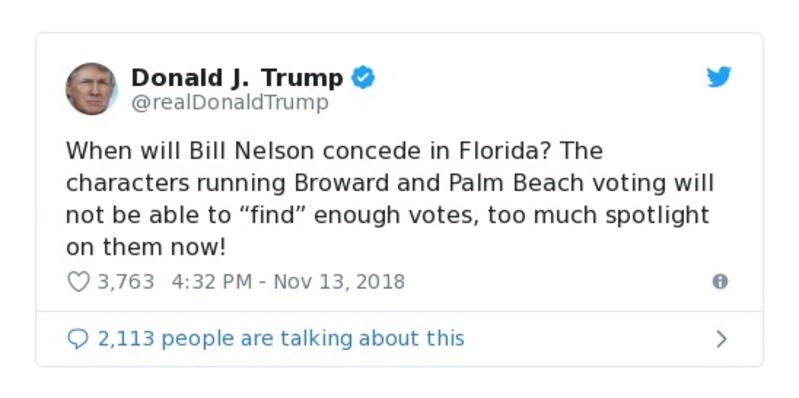 Donald J. Trump
@realDonaldTrump
When will Bill Nelson concede in Florida? The
characters running Broward and Palm Beach voting will
not be able to “find” enough votes, too much spotlight
on them now!
3,763 4:32 PM - Nov 13, 2018
2,113 people are talking about this